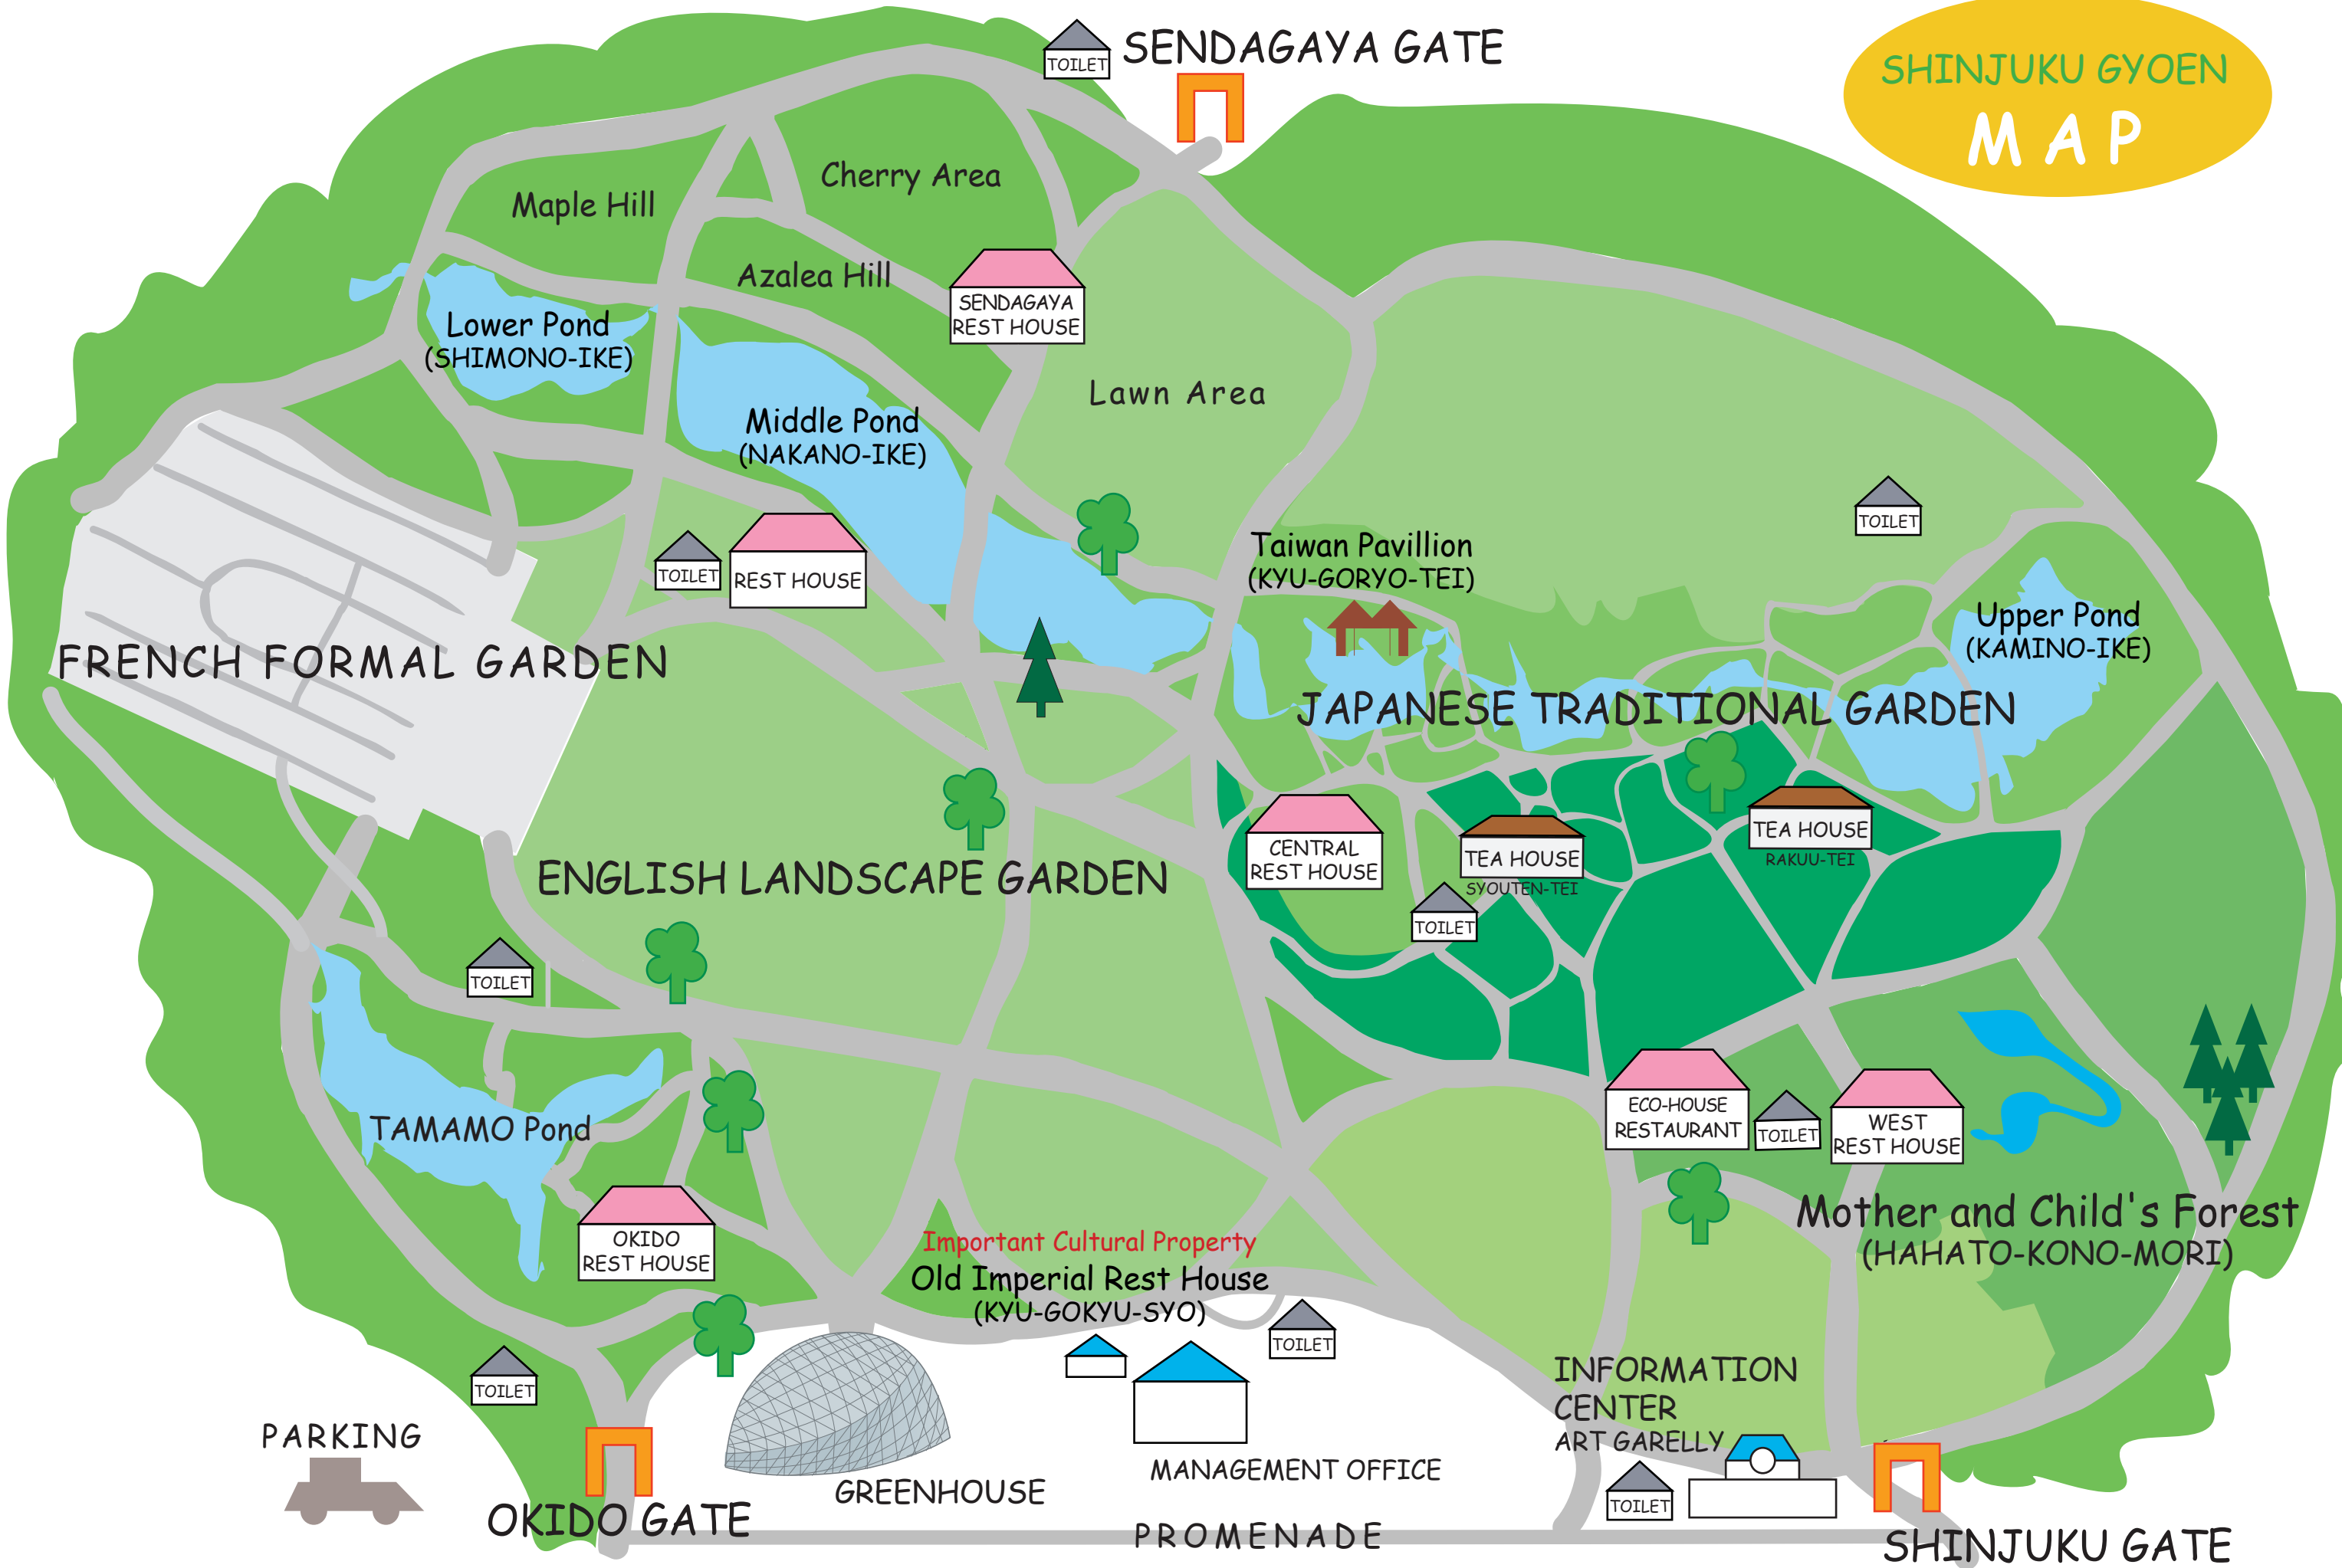 TOILET
SENDAGAYA GATE
SHINJUKU GYOEN
MAP
Cherry Area
Maple Hill
Azalea Hill
SENDAGAYA
REST HOUSE
Lower Pond
(SHIMONO-IKE)
Lawn Area
Middle Pond
(NAKANO-IKE)
TOILET
Taiwan Pavillion
(KYU-GORYO-TEI)
TOILET
REST HOUSE
Upper Pond
(KAMINO-IKE)
FRENCH FORMAL GARDEN
JAPANESE TRADITIONAL GARDEN
CENTRAL
REST HOUSE
TEA HOUSE
SYOUTEN-TEI
TEA HOUSE
RAKUU-TEI
ENGLISH LANDSCAPE GARDEN
TOILET
TOILET
TAMAMO Pond
ECO-HOUSE
RESTAURANT
TOILET
WEST
REST HOUSE
Mother and Child's Forest
(HAHATO-KONO-MORI)
OKIDO
REST HOUSE
Important Cultural Property
Old Imperial Rest House
(KYU-GOKYU-SYO)
TOILET
TOILET
INFORMATION
CENTER
ART GARELLY
PARKING
MANAGEMENT OFFICE
GREENHOUSE
TOILET
OKIDO GATE
PROMENADE
SHINJUKU GATE